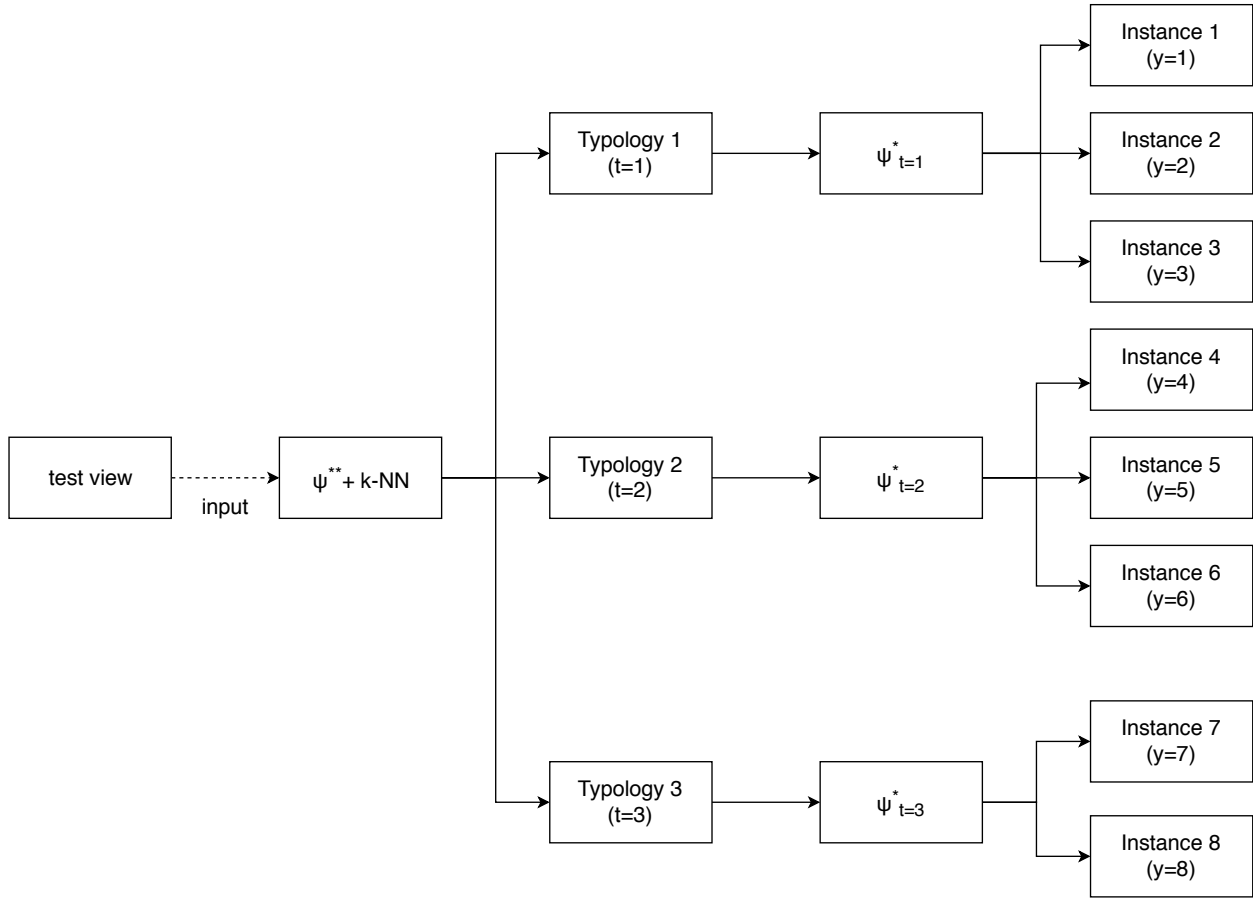 test view
input
ψ** + k-NN
Typology 1
(t=1)
ψ*t=1
Instance 1
(y=1)
Instance 2
(y=2)
Instance 3
(y=3)
Typology 2
(t=2)
ψ*t=2
Instance 4
(y=4)
Instance 5
(y=5)
Instance 6
(y=6)
Typology 3
(t=3)
ψ*t=3
Instance 7
(y=7)
Instance 8
(y=8)